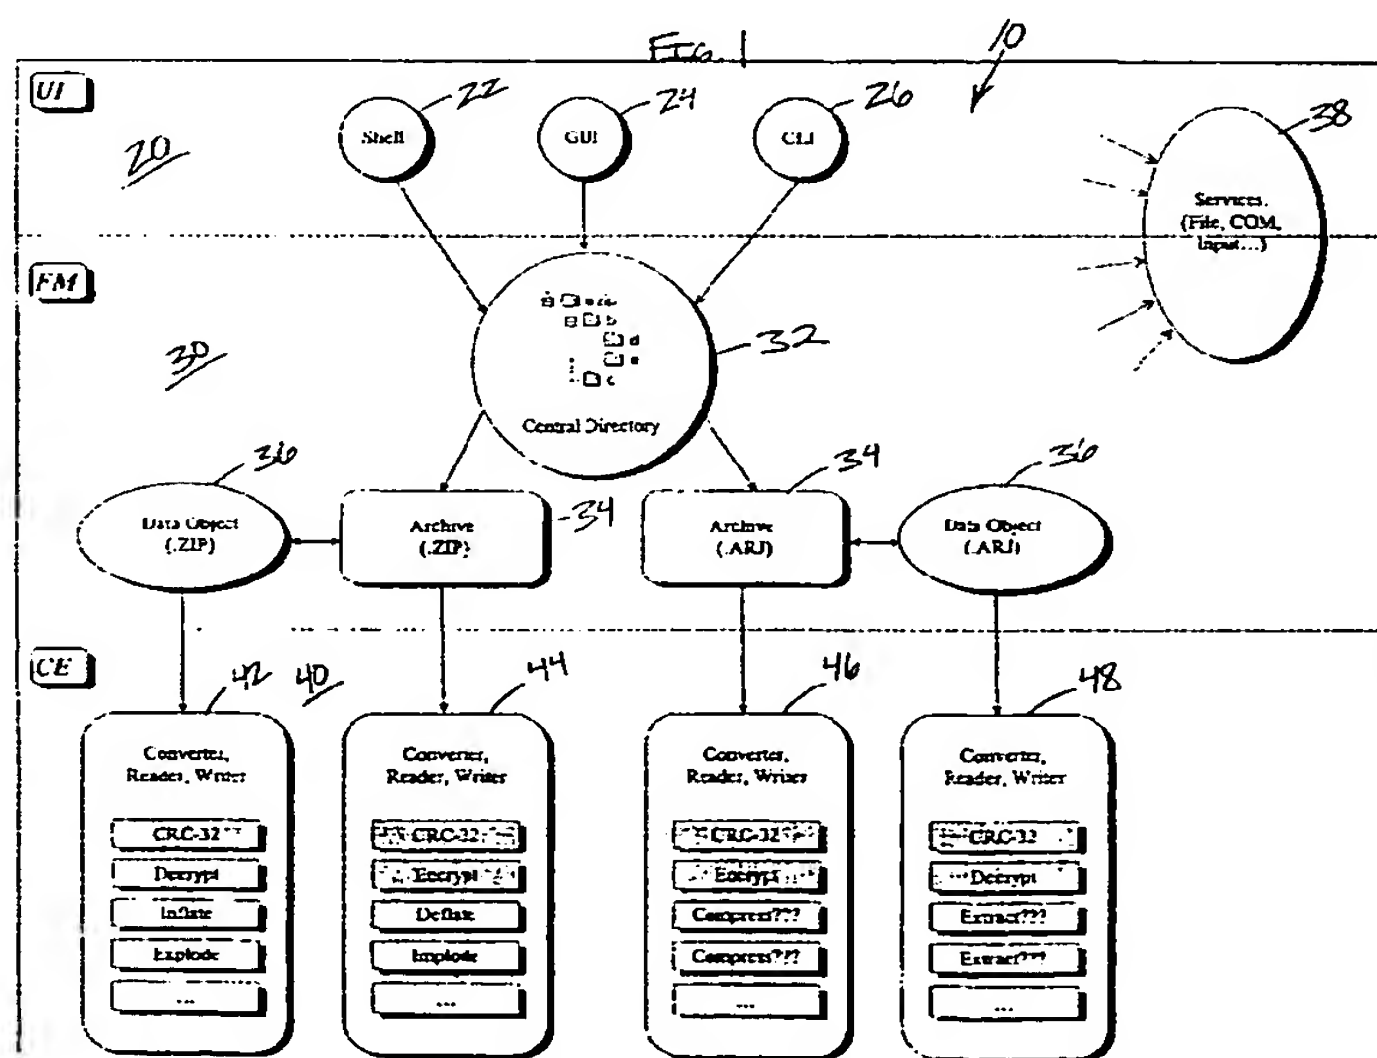 FIG. 1
10
UI
20
Shell
22
GUI
24
CLI
26
38
Services,
(File, COM,
Input...)
FM
30
b
d
e
c
Central Directory
32
36
Data Object
(.ZIP)
Archive
(.ZIP)
34
Archive
(.ARJ)
34
Data Object
(.ARJ)
36
CE
40
42
Converter,
Reader, Writer
CRC-32
Decrypt
Inflate
Explode
...
44
Converter,
Reader, Writer
CRC-32
Encrypt
Deflate
Implode
...
46
Converter,
Reader, Writer
CRC-32
Encrypt
Compress???
Compress???
...
48
Converter,
Reader, Writer
CRC-32
Decrypt
Extract???
Extract???
...